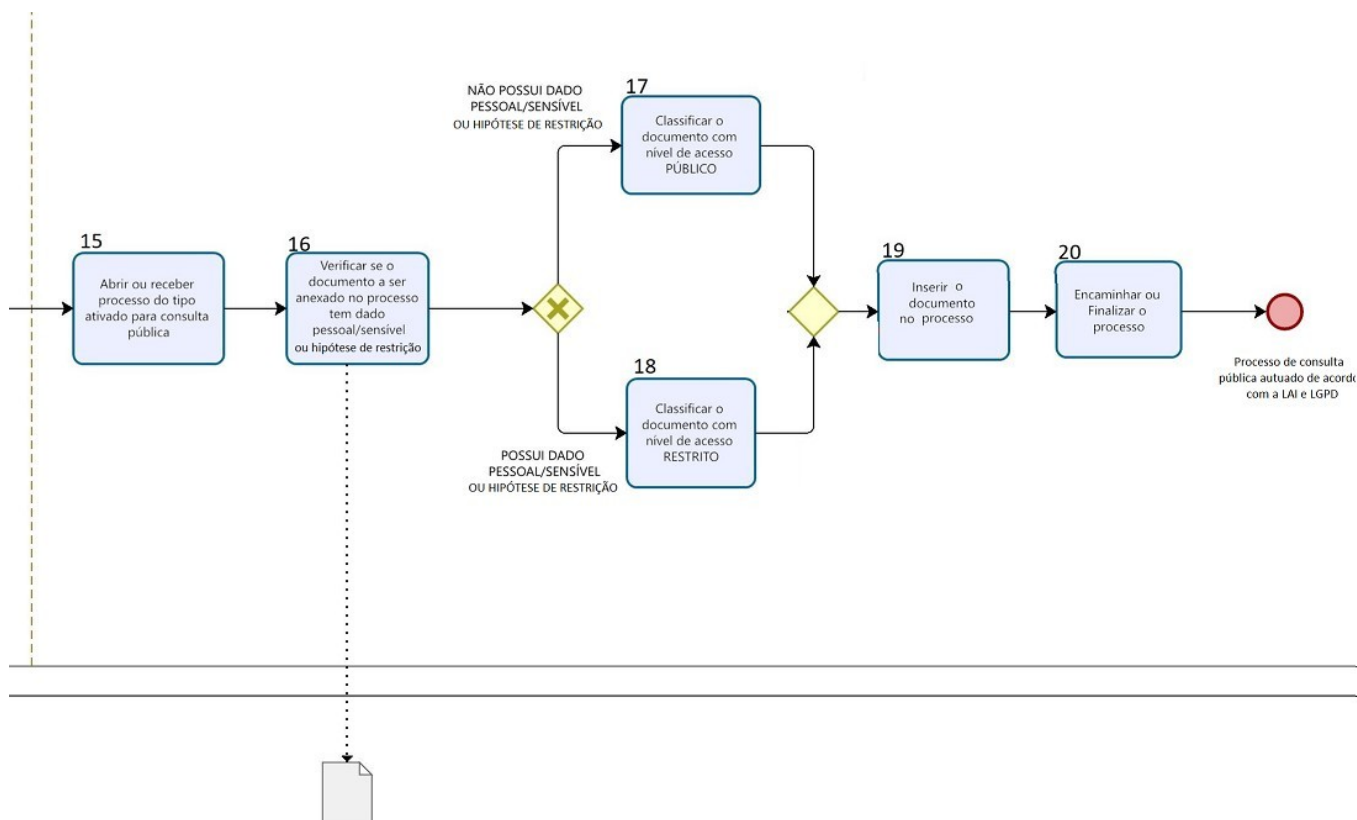 15
Abrir ou receber
processo do tipo
ativado para consulta
pública
16
Verificar se o
documento a ser
anexado no processo
tem dado
pessoal/sensível
ou hipótese de restrição
NÃO POSSUI DADO
PESSOAL/SENSÍVEL
OU HIPÓTESE DE RESTRIÇÃO
17
Classificar o
documento com
nível de acesso
PÚBLICO
POSSUI DADO
PESSOAL/SENSÍVEL
OU HIPÓTESE DE RESTRIÇÃO
18
Classificar o
documento com
nível de acesso
RESTRITO
19
Inserir o
documento
no processo
20
Encaminhar ou
Finalizar o
processo
Processo de consulta
pública autuado de acordo
com a LAI e LGPD